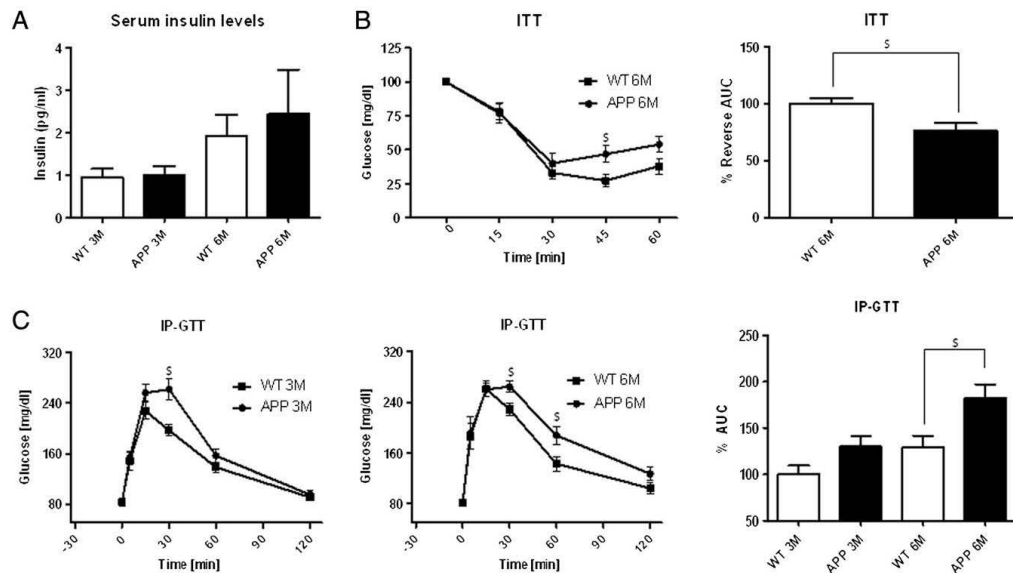 A
Serum insulin levels
Insulin (pg/ml)
4
3
2
1
0
WT 3M
APP 3M
WT 6M
APP 6M
B
ITT
Glucose [mg/dl]
125
100
75
50
25
0
WT 6M
APP 6M
$
0
15
30
45
60
Time [min]
ITT
% Reverse AUC
150
100
50
0
$
WT 6M
APP 6M
C
IP-GTT
Glucose [mg/dl]
320
240
160
80
$
WT 3M
APP 3M
-30
0
30
60
90
120
Time [min]
IP-GTT
Glucose [mg/dl]
320
240
160
80
$
$
WT 6M
APP 6M
-30
0
30
60
90
120
Time [min]
IP-GTT
% AUC
250
200
150
100
50
$
WT 3M
APP 3M
WT 6M
APP 6M